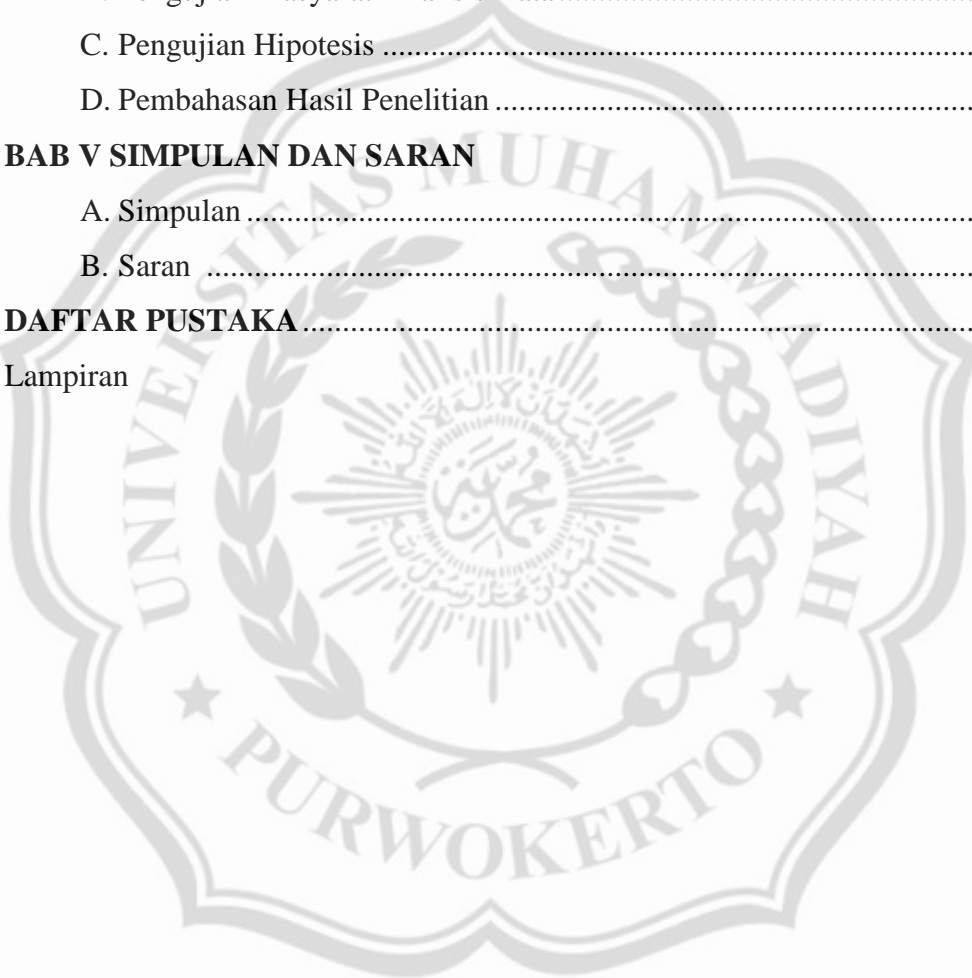 C. Pengujian Hipotesis ..........................................................................
D. Pembahasan Hasil Penelitian ............................................................
BAB V SIMPULAN DAN SARAN
A. Simpulan ...........................................................................................
B. Saran ................................................................................................
DAFTAR PUSTAKA ....................................................................................
Lampiran
UNIVERSITAS MUHAMMADIYAH
PURWOKERTO